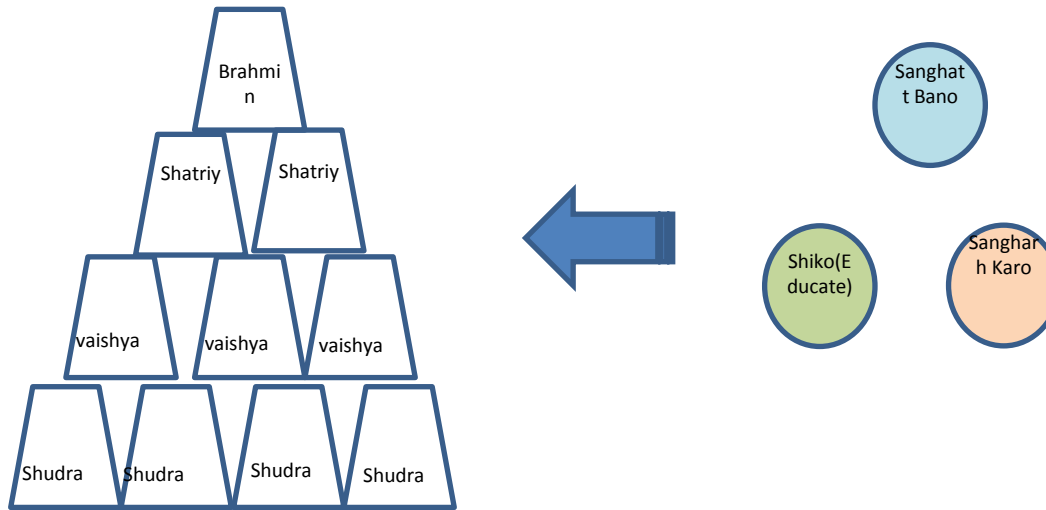 Brahmi
n
Shatriy
Shatriy
vaishya
vaishya
vaishya
Shudra
Shudra
Shudra
Shudra
Sanghat
t Bano
Shiko(E
ducate)
Sanghar
h Karo